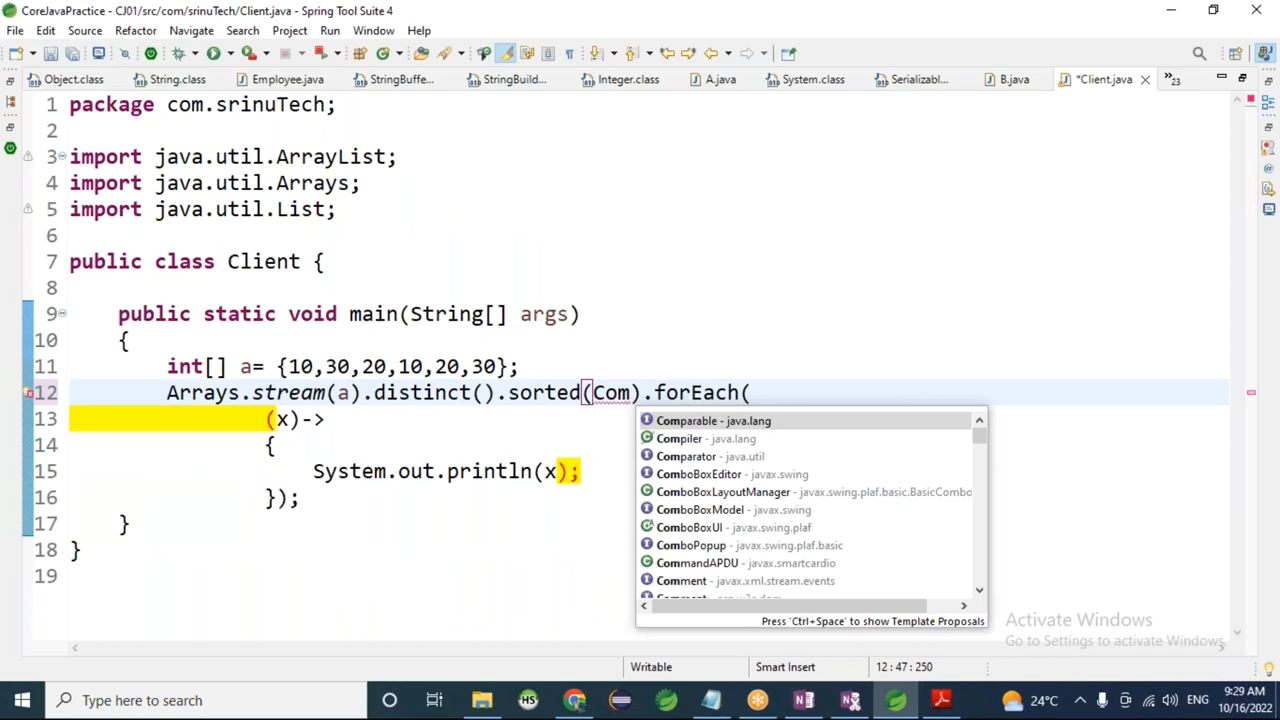 CoreJavaPractice - CJ01/src/com/srinuTech/Client.java - Spring Tool Suite 4
File Edit Source Refactor Navigate Search Project Run Window Help
Object.class String.class Employee.java StringBuffe... StringBuild... Integer.class A.java System.class Serializabl... B.java *Client.java 23
1 package com.srinuTech;
2
3 import java.util.ArrayList;
4 import java.util.Arrays;
5 import java.util.List;
6
7 public class Client {
8
9 public static void main(String[] args)
10 {
11 int[] a= {10,30,20,10,20,30};
12 Arrays.stream(a).distinct().sorted(Com).forEach(
13 (x)->
14 {
15 System.out.println(x);
16 });
17 }
18 }
19
Comparable - java.lang
Compiler - java.lang
Comparator - java.util
ComboBoxEditor - javax.swing
ComboBoxLayoutManager - javax.swing.plaf.basic.BasicCombo
ComboBoxModel - javax.swing
ComboBoxUI - javax.swing.plaf
ComboPopup - javax.swing.plaf.basic
CommandAPDU - javax.smartcardio
Comment - javax.xml.stream.events
Press 'Ctrl+Space' to show Template Proposals
Activate Windows
Go to Settings to activate Windows.
Writable Smart Insert 12 : 47 : 250
Type here to search
HS
24°C ENG 9:29 AM
10/16/2022